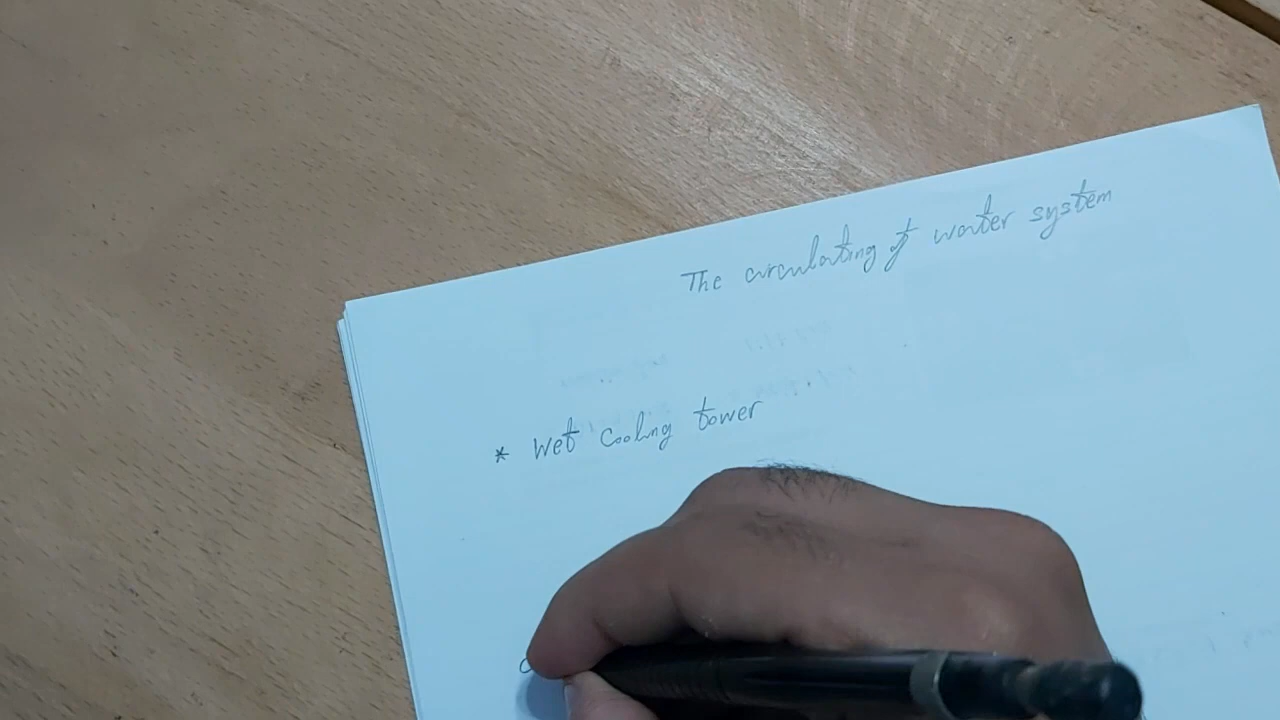 The circulating of water system
* Wet Cooling tower